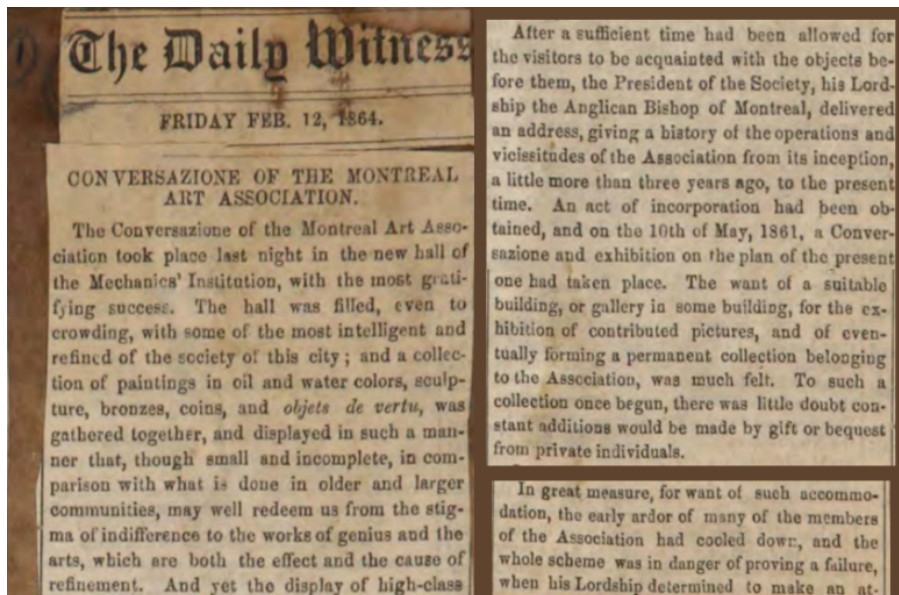 The Daily Witness
FRIDAY FEB. 12, 1864.
CONVERSAZIONE OF THE MONTREAL
ART ASSOCIATION.
The Conversazione of the Montreal Art Asso-
ciation took place last night in the new hall of
the Mechanics' Institution, with the most grati-
fying success. The hall was filled, even to
crowding, with some of the most intelligent and
refined of the society of this city; and a collec-
tion of paintings in oil and water colors, sculp-
ture, bronzes, coins, and objets de vertu, was
gathered together, and displayed in such a man-
ner that, though small and incomplete, in com-
parison with what is done in older and larger
communities, may well redeem us from the stig-
ma of indifference to the works of genius and the
arts, which are both the effect and the cause of
refinement. And yet the display of high-class
After a sufficient time had been allowed for
the visitors to be acquainted with the objects be-
fore them, the President of the Society, his Lord-
ship the Anglican Bishop of Montreal, delivered
an address, giving a history of the operations and
vicissitudes of the Association from its inception,
a little more than three years ago, to the present
time. An act of incorporation had been ob-
tained, and on the 10th of May, 1861, a Conver-
sazione and exhibition on the plan of the present
one had taken place. The want of a suitable
building, or gallery in some building, for the ex-
hibition of contributed pictures, and of even-
tually forming a permanent collection belonging
to the Association, was much felt. To such a
collection once begun, there was little doubt con-
stant additions would be made by gift or bequest
from private individuals.
In great measure, for want of such accommo-
dation, the early ardor of many of the members
of the Association had cooled down, and the
whole scheme was in danger of proving a failure,
when his Lordship determined to make an at-